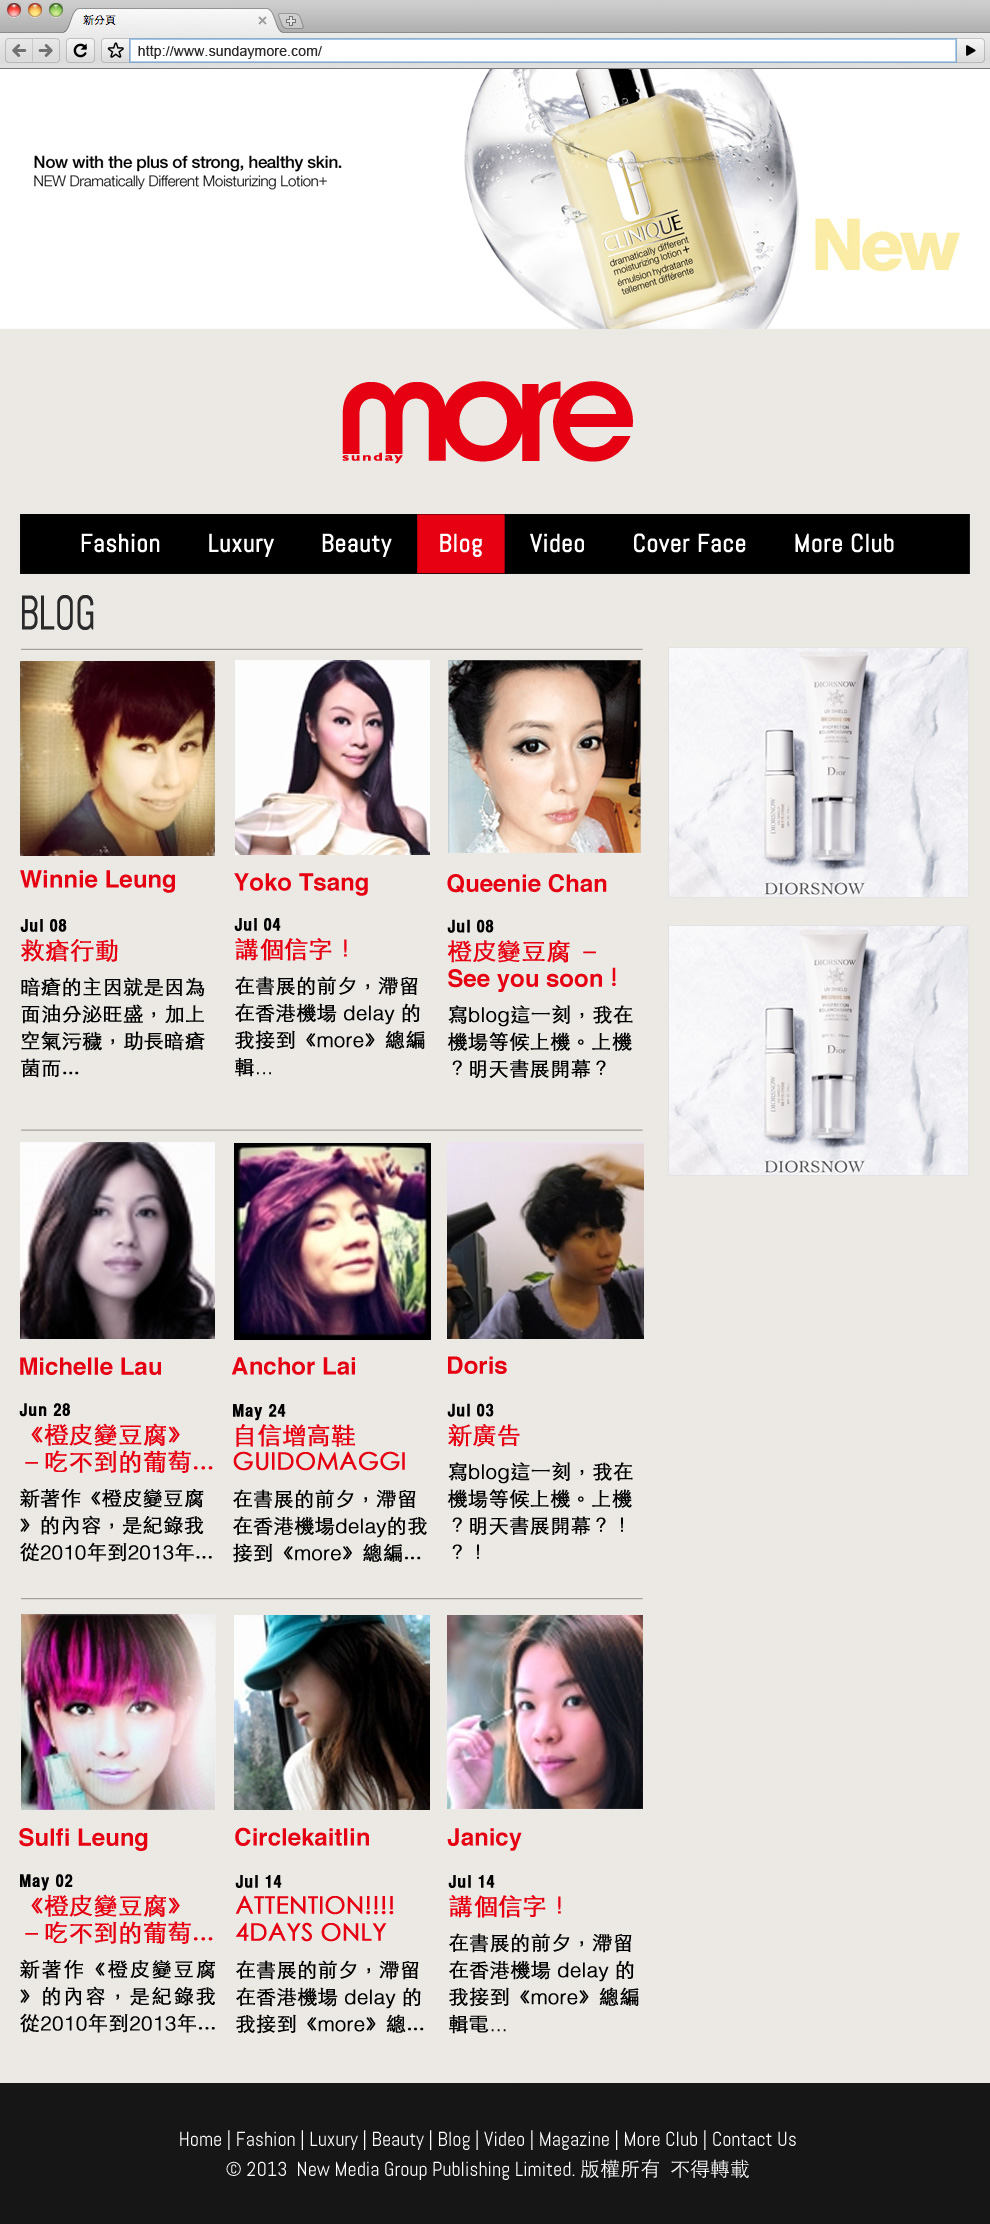 新分頁
http://www.sundaymore.com/
Now with the plus of strong, healthy skin.
NEW Dramatically Different Moisturizing Lotion+
CLINIQUE
dramatically different
moisturizing lotion +
émulsion hydratante
tellement différente
New
more
sunday
Fashion Luxury Beauty Blog Video Cover Face More Club
BLOG
Winnie Leung
Jul 08
救瘡行動
暗瘡的主因就是因為
面油分泌旺盛，加上
空氣污穢，助長暗瘡
菌而...
Yoko Tsang
Jul 04
講個信字！
在書展的前夕，滯留
在香港機場 delay 的
我接到《more》總編
輯...
Queenie Chan
Jul 08
橙皮變豆腐 –
See you soon！
寫blog這一刻，我在
機場等候上機。上機
？明天書展開幕？
DIORSNOW
UV SHIELD
Dior
DIORSNOW
DIORSNOW
DIORSNOW
UV SHIELD
Dior
DIORSNOW
DIORSNOW
Michelle Lau
Jun 28
《橙皮變豆腐》
–吃不到的葡萄...
新著作《橙皮變豆腐
》的內容，是紀錄我
從2010年到2013年...
Anchor Lai
May 24
自信增高鞋
GUIDOMAGGI
在書展的前夕，滯留
在香港機場delay的我
接到《more》總編...
Doris
Jul 03
新廣告
寫blog這一刻，我在
機場等候上機。上機
？明天書展開幕？！
？！
Sulfi Leung
May 02
《橙皮變豆腐》
–吃不到的葡萄...
新著作《橙皮變豆腐
》的內容，是紀錄我
從2010年到2013年...
Circlekaitlin
Jul 14
ATTENTION!!!!
4DAYS ONLY
在書展的前夕，滯留
在香港機場 delay 的
我接到《more》總...
Janicy
Jul 14
講個信字！
在書展的前夕，滯留
在香港機場 delay 的
我接到《more》總編
輯電...
Home | Fashion | Luxury | Beauty | Blog | Video | Magazine | More Club | Contact Us
© 2013 New Media Group Publishing Limited. 版權所有 不得轉載